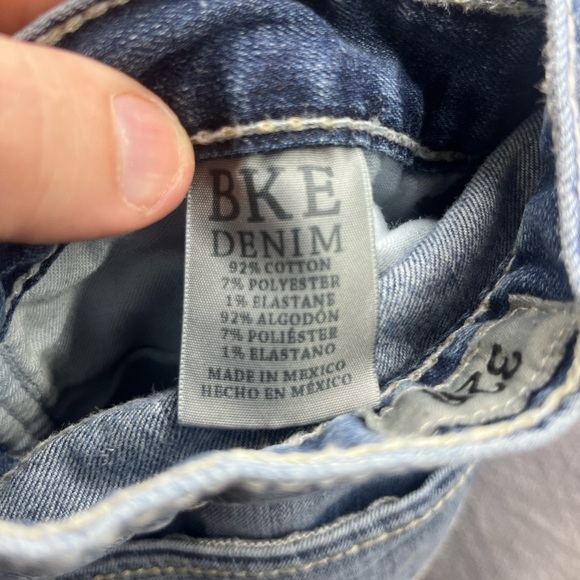 BKE
DENIM
92% COTTON
7% POLYESTER
1% ELASTANE
92% ALGODÓN
7% POLIÉSTER
1% ELASTANO
MADE IN MEXICO
HECHO EN MÉXICO